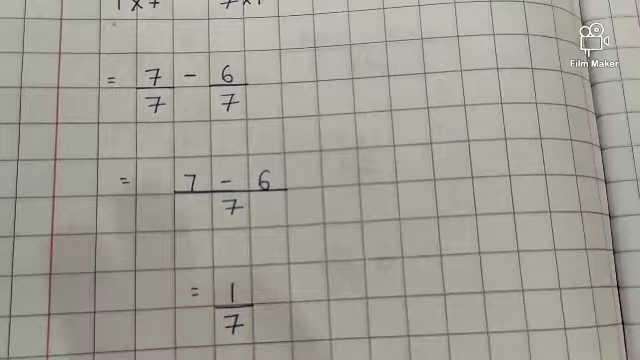 = 7/7 - 6/7
= 7 - 6 / 7
= 1/7
Film Maker